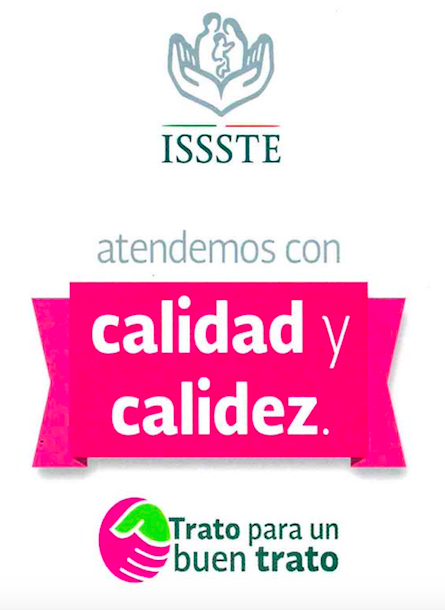 ISSSTE
atendemos con
calidad y
calidez.
Trato para un
buen trato